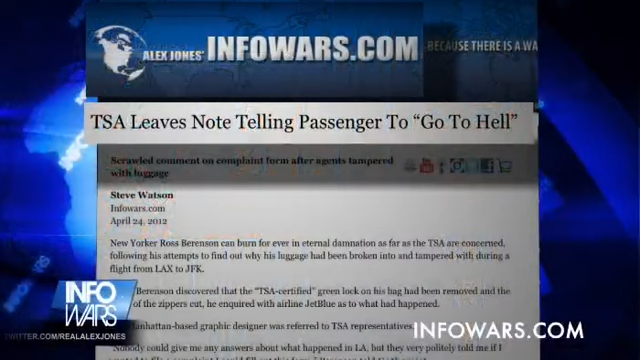 ALEX JONES' INFOWARS.COM BECAUSE THERE IS A WA
TSA Leaves Note Telling Passenger To “Go To Hell”
Scrawled comment on complaint form after agents tampered
with luggage
Steve Watson
Infowars.com
April 24, 2012
New Yorker Ross Berenson can burn for ever in eternal damnation as far as the TSA are concerned,
following his attempts to find out why his luggage had been broken into and tampered with during a
flight from LAX to JFK.
Berenson discovered that the “TSA-certified” green lock on his bag had been removed and the
of the zippers cut, he enquired with airline JetBlue as to what had happened.
Manhattan-based graphic designer was referred to TSA representatives
“Nobody could give me any answers about what happened in LA, but they very politely told me if I
INFO
WARS
TWITTER.COM/REALALEXJONES
INFOWARS.COM